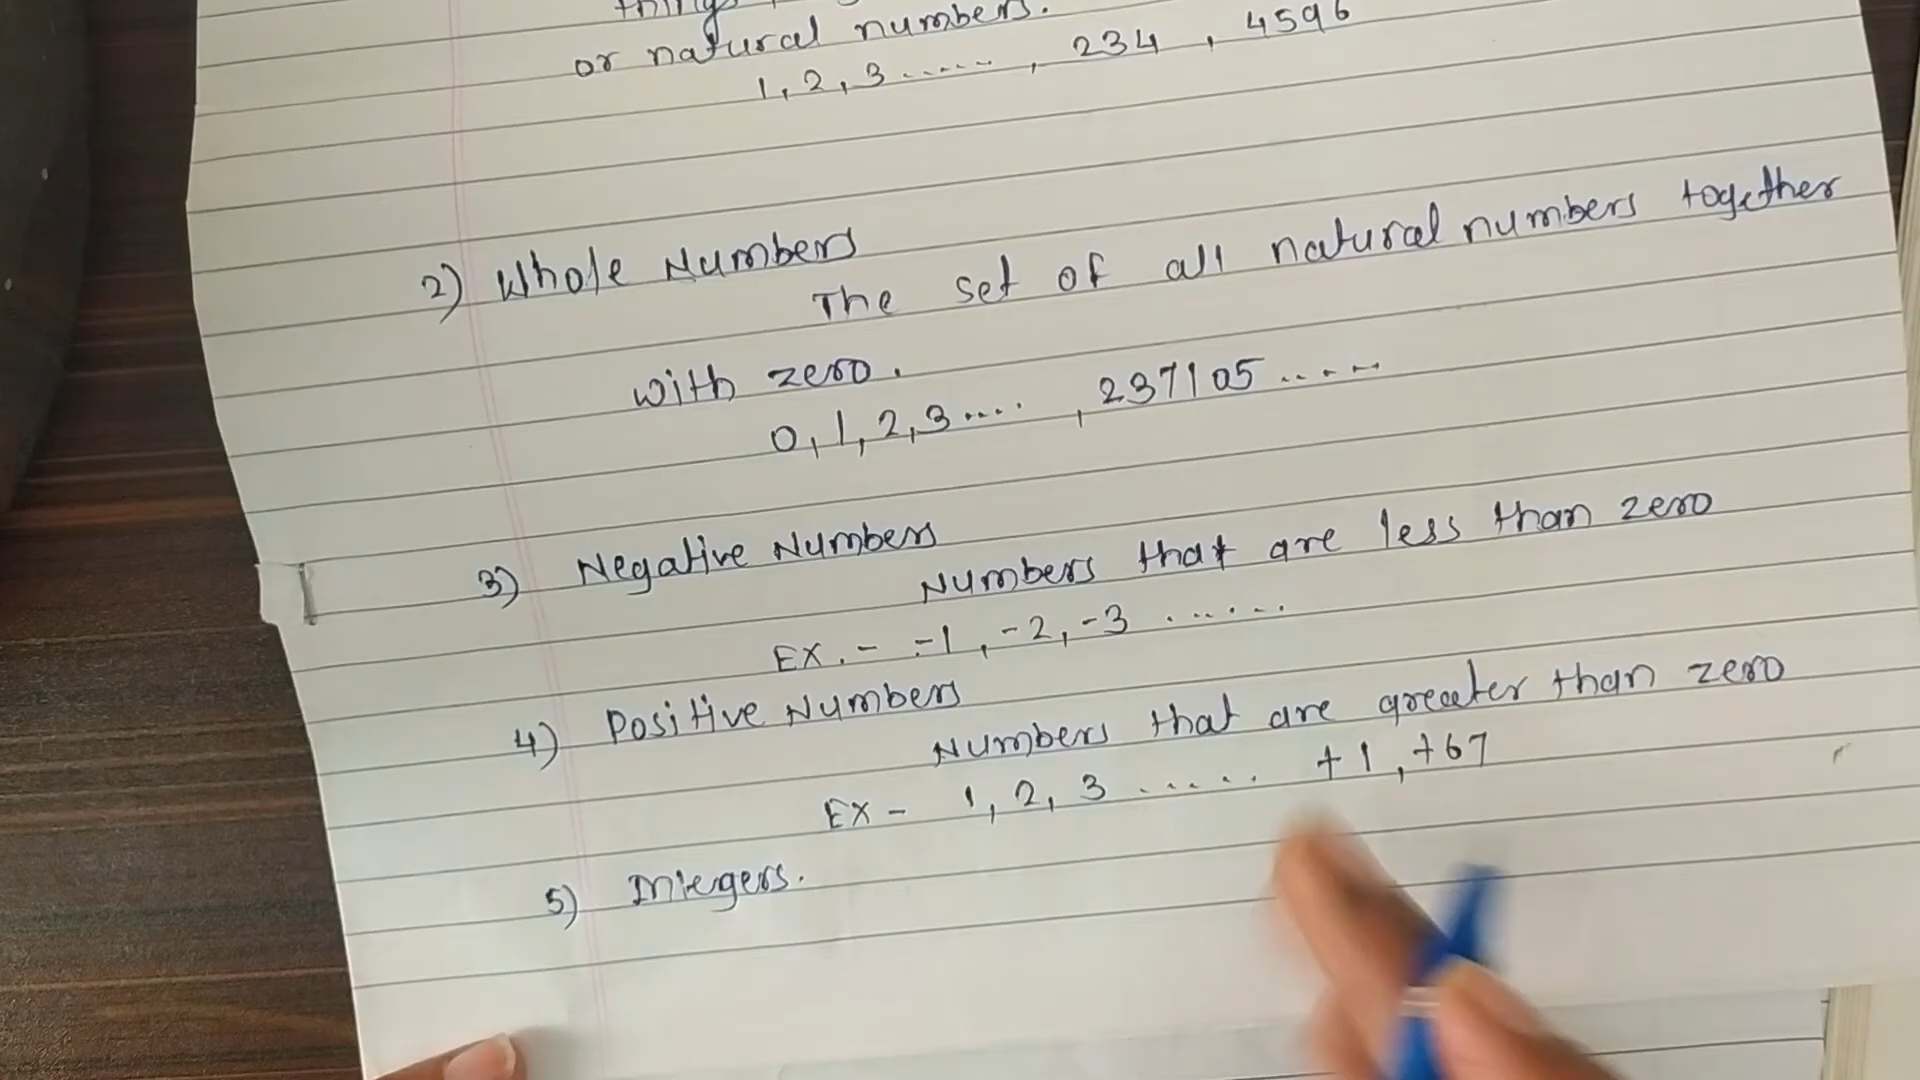 things
or natural numbers.
1, 2, 3 ......, 234, 4596
2) Whole Numbers
The set of all natural numbers together
with zero.
0, 1, 2, 3 ...., 237105 .....
3) Negative Numbers
Numbers that are less than zero
EX. - -1, -2, -3 ......
4) Positive Numbers
Numbers that are greater than zero
EX - 1, 2, 3 ..... +1, +67
5) Integers.